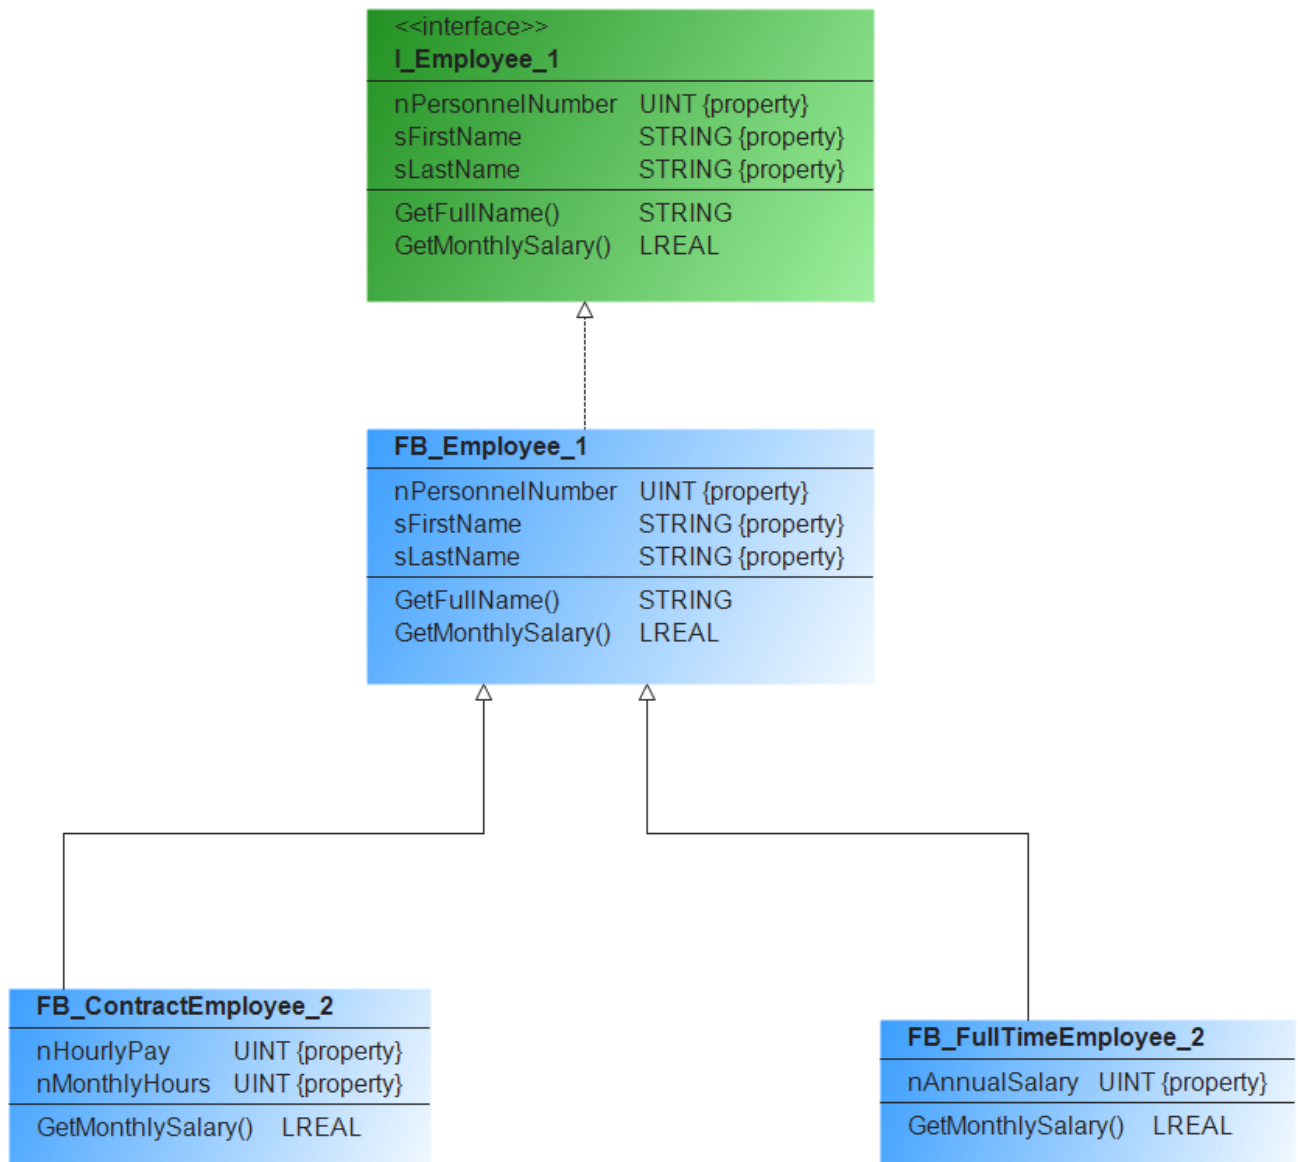 <<interface>>
I_Employee_1
nPersonnelNumber UINT {property}
sFirstName STRING {property}
sLastName STRING {property}
GetFullName() STRING
GetMonthlySalary() LREAL
FB_Employee_1
nPersonnelNumber UINT {property}
sFirstName STRING {property}
sLastName STRING {property}
GetFullName() STRING
GetMonthlySalary() LREAL
FB_ContractEmployee_2
nHourlyPay UINT {property}
nMonthlyHours UINT {property}
GetMonthlySalary() LREAL
FB_FullTimeEmployee_2
nAnnualSalary UINT {property}
GetMonthlySalary() LREAL